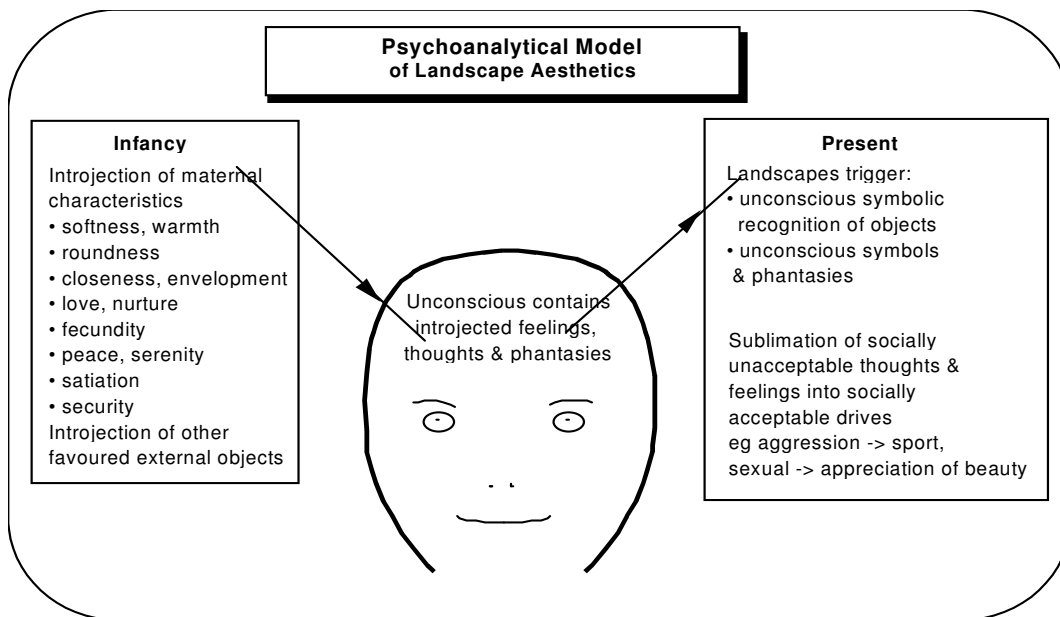 Psychoanalytical Model
of Landscape Aesthetics
Infancy
Introjection of maternal
characteristics
• softness, warmth
• roundness
• closeness, envelopment
• love, nurture
• fecundity
• peace, serenity
• satiation
• security
Introjection of other
favoured external objects
Unconscious contains
introjected feelings,
thoughts & phantasies
Present
Landscapes trigger:
• unconscious symbolic
recognition of objects
• unconscious symbols
& phantasies
Sublimation of socially
unacceptable thoughts &
feelings into socially
acceptable drives
eg aggression -> sport,
sexual -> appreciation of beauty